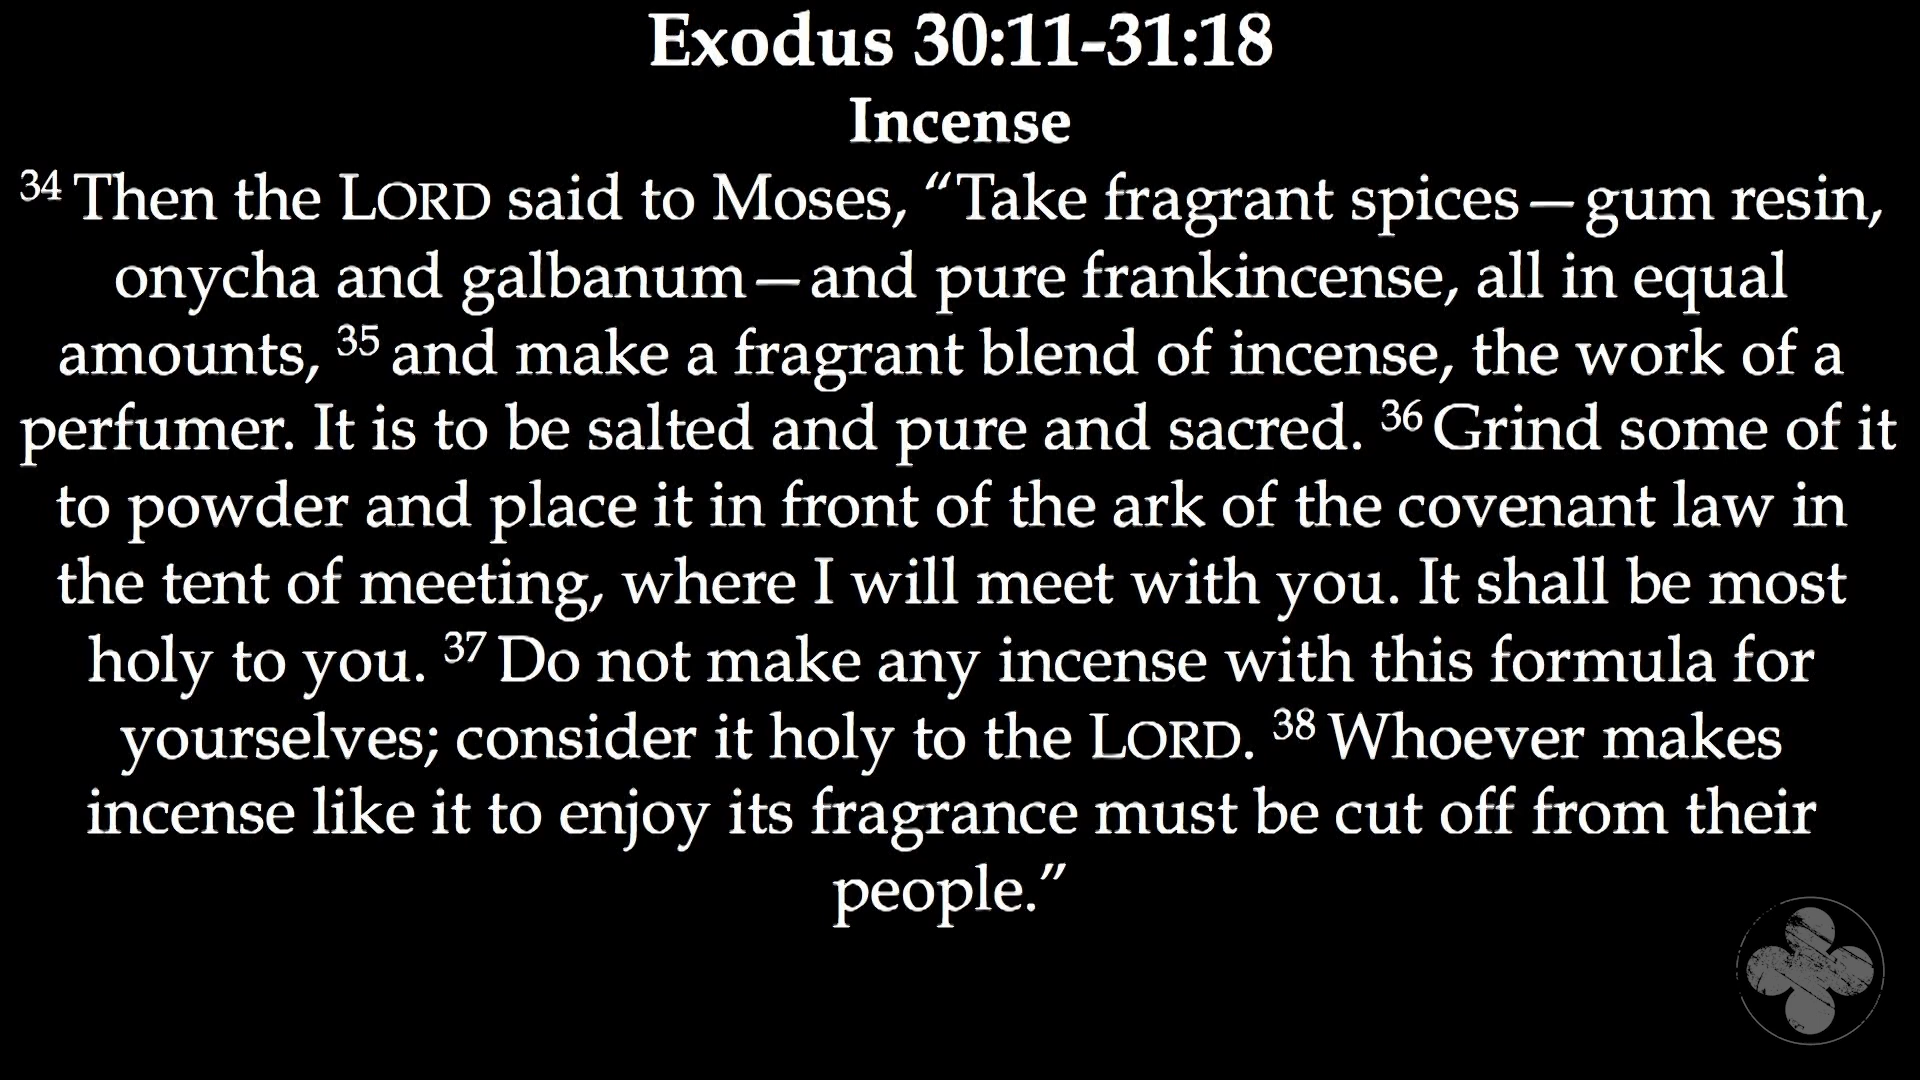 Exodus 30:11-31:18
Incense
34 Then the LORD said to Moses, “Take fragrant spices—gum resin,
onycha and galbanum—and pure frankincense, all in equal
amounts, 35 and make a fragrant blend of incense, the work of a
perfumer. It is to be salted and pure and sacred. 36 Grind some of it
to powder and place it in front of the ark of the covenant law in
the tent of meeting, where I will meet with you. It shall be most
holy to you. 37 Do not make any incense with this formula for
yourselves; consider it holy to the LORD. 38 Whoever makes
incense like it to enjoy its fragrance must be cut off from their
people.”